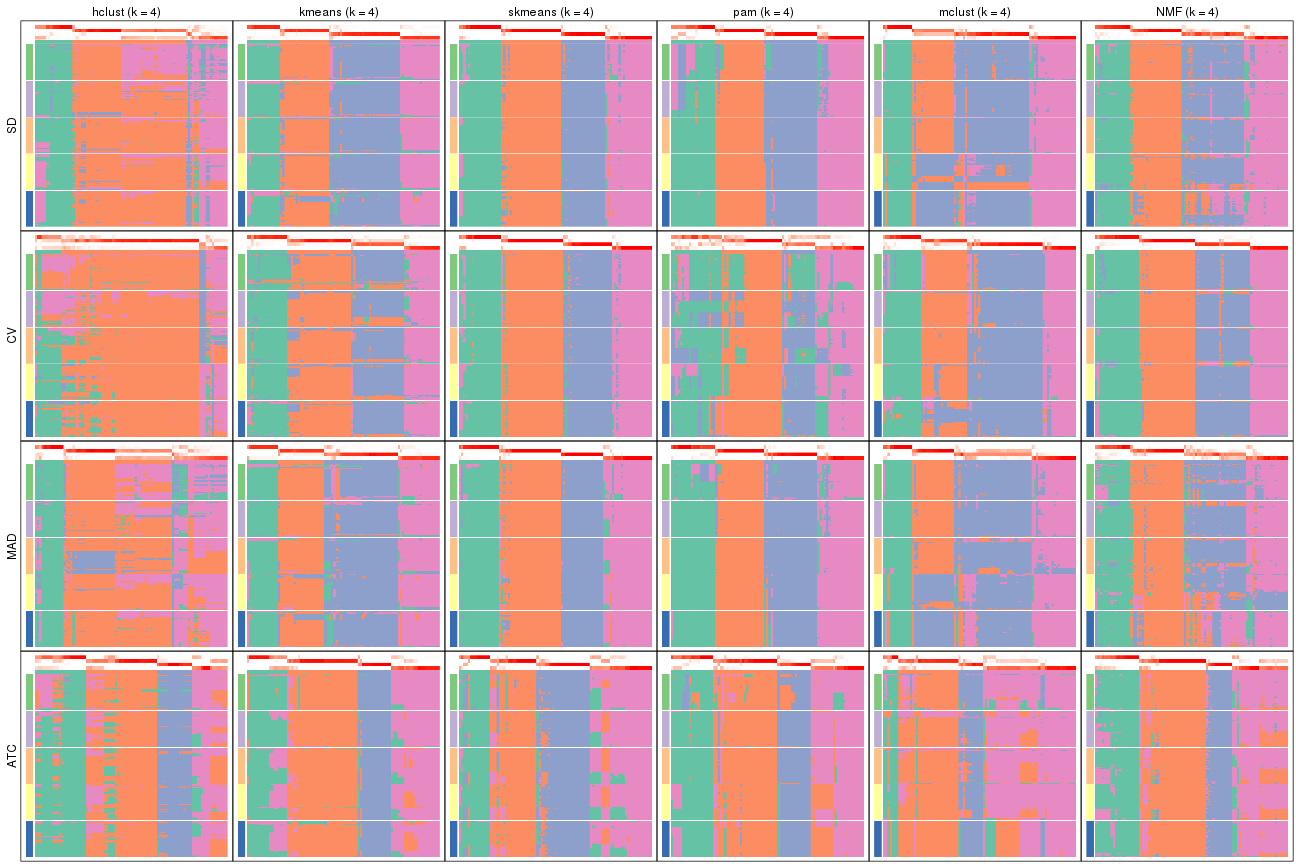 hclust (k = 4)
kmeans (k = 4)
skmeans (k = 4)
pam (k = 4)
mclust (k = 4)
NMF (k = 4)
SD
CV
MAD
ATC